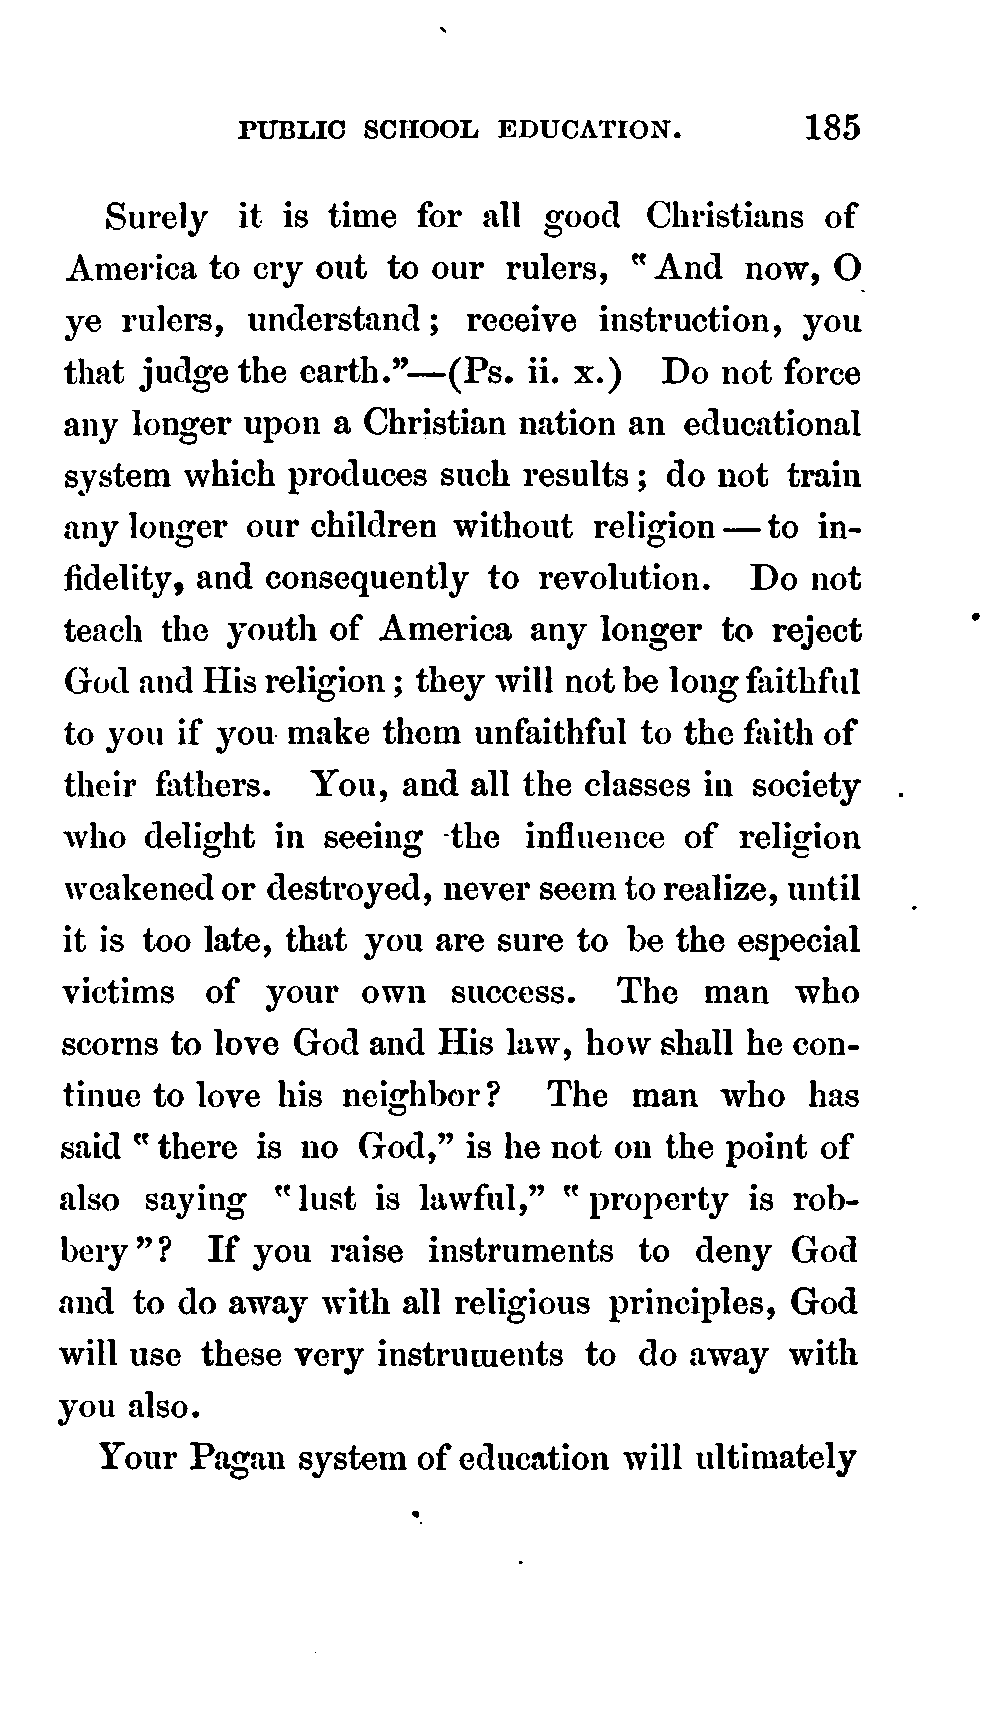 PUBLIC SCHOOL EDUCATION. 185
Surely it is time for all good Christians of
America to cry out to our rulers, "And now, O
ye rulers, understand; receive instruction, you
that judge the earth."—(Ps. ii. x.) Do not force
any longer upon a Christian nation an educational
system which produces such results; do not train
any longer our children without religion—to in-
fidelity, and consequently to revolution. Do not
teach the youth of America any longer to reject
God and His religion; they will not be long faithful
to you if you make them unfaithful to the faith of
their fathers. You, and all the classes in society
who delight in seeing the influence of religion
weakened or destroyed, never seem to realize, until
it is too late, that you are sure to be the especial
victims of your own success. The man who
scorns to love God and His law, how shall he con-
tinue to love his neighbor? The man who has
said "there is no God," is he not on the point of
also saying "lust is lawful," "property is rob-
bery"? If you raise instruments to deny God
and to do away with all religious principles, God
will use these very instruments to do away with
you also.
Your Pagan system of education will ultimately